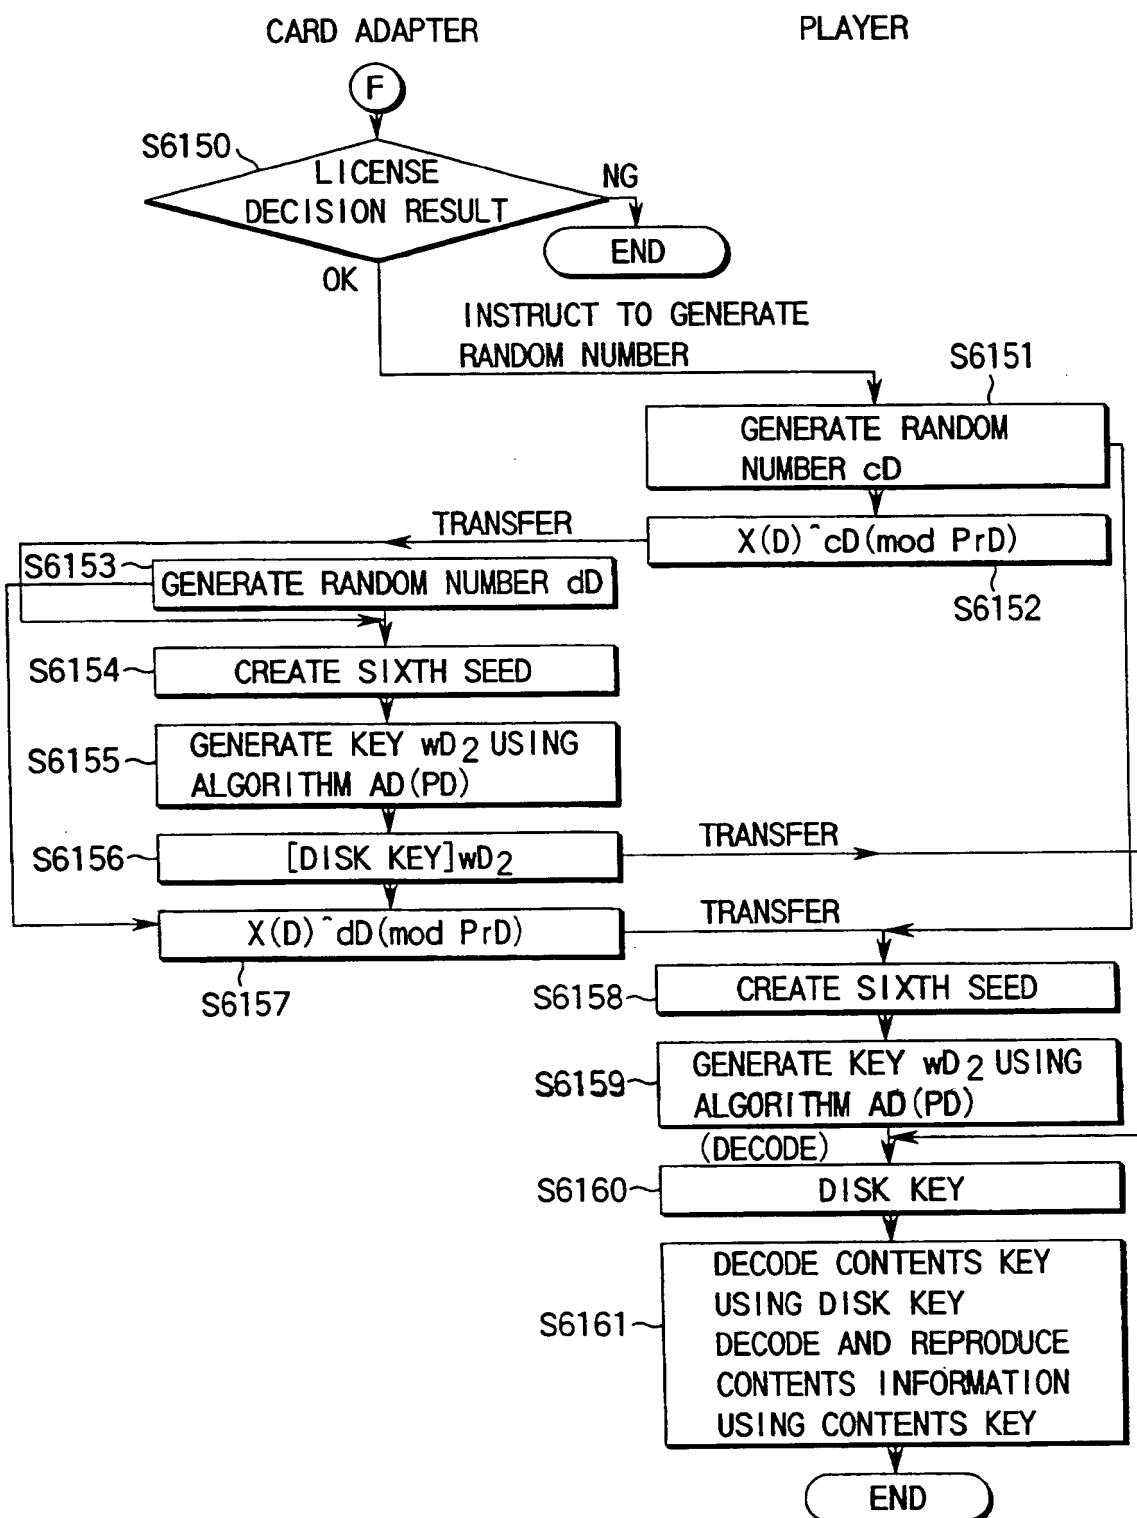 CARD ADAPTER
PLAYER
F
S6150
LICENSE
DECISION RESULT
NG
END
OK
INSTRUCT TO GENERATE
RANDOM NUMBER
S6151
GENERATE RANDOM
NUMBER cD
TRANSFER
X(D)^cD(mod PrD)
S6152
S6153
GENERATE RANDOM NUMBER dD
S6154
CREATE SIXTH SEED
S6155
GENERATE KEY wD2 USING
ALGORITHM AD(PD)
S6156
[DISK KEY]wD2
TRANSFER
X(D)^dD(mod PrD)
TRANSFER
S6157
S6158
CREATE SIXTH SEED
S6159
GENERATE KEY wD2 USING
ALGORITHM AD(PD)
(DECODE)
S6160
DISK KEY
S6161
DECODE CONTENTS KEY
USING DISK KEY
DECODE AND REPRODUCE
CONTENTS INFORMATION
USING CONTENTS KEY
END